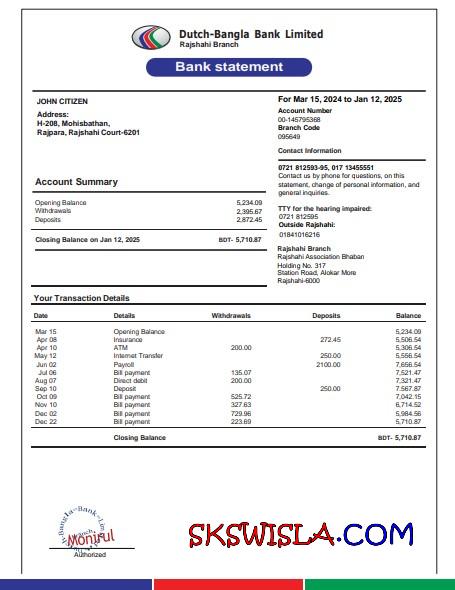 Dutch-Bangla Bank Limited
Rajshahi Branch
Bank statement
JOHN CITIZEN
Address:
H-208, Mohisbathan,
Rajpara, Rajshahi Court-6201
For Mar 15, 2024 to Jan 12, 2025
Account Number
00-145795368
Branch Code
095649
Contact Information
0721 812593-95, 017 13455551
Contact us by phone for questions, on this
statement, change of personal information, and
general inquiries.
TTY for the hearing impaired:
0721 812595
Outside Rajshahi:
01841016216
Rajshahi Branch
Rajshahi Association Bhaban
Holding No. 317
Station Road, Alokar More
Rajshahi-6000
Account Summary
Opening Balance 5,234.09
Withdrawals 2,395.67
Deposits 2,872.45
Closing Balance on Jan 12, 2025 BDT- 5,710.87
Your Transaction Details
Date Details Withdrawals Deposits Balance
Mar 15 Opening Balance 5,234.09
Apr 08 Insurance 272.45 5,506.54
Apr 10 ATM 200.00 5,306.54
May 12 Internet Transfer 250.00 5,556.54
Jun 02 Payroll 2100.00 7,656.54
Jul 06 Bill payment 135.07 7,521.47
Aug 07 Direct debit 200.00 7,321.47
Sep 10 Deposit 250.00 7,567.87
Oct 09 Bill payment 525.72 7,042.15
Nov 10 Bill payment 327.63 6,714.52
Dec 02 Bill payment 729.96 5,984.56
Dec 22 Bill payment 223.69 5,710.87
Closing Balance BDT- 5,710.87
Bangla-Bank-Lim
Monirul
Authorized
SKSWISLA.COM